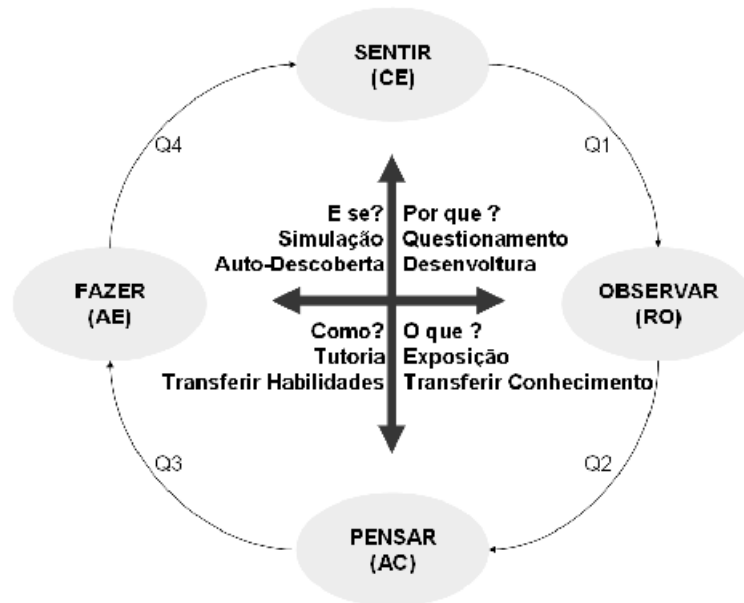 SENTIR
(CE)
Q4
Q1
E se?
Simulação
Auto-Descoberta
Por que ?
Questionamento
Desenvoltura
FAZER
(AE)
OBSERVAR
(RO)
Como?
Tutoria
Transferir Habilidades
O que ?
Exposição
Transferir Conhecimento
Q3
Q2
PENSAR
(AC)